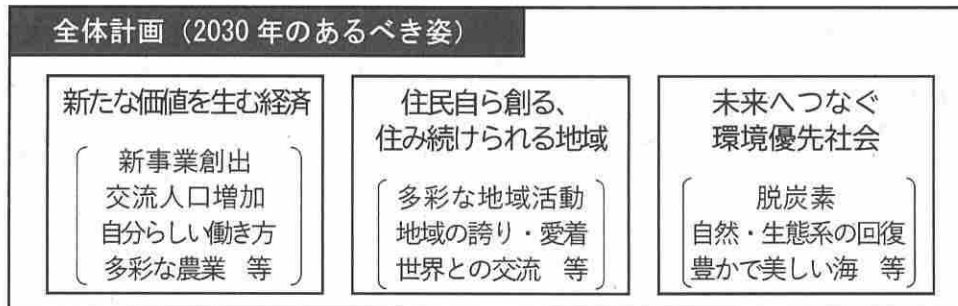 全体計画（2030年のあるべき姿）
新たな価値を生む経済
新事業創出
交流人口増加
自分らしい働き方
多彩な農業 等
住民自ら創る、
住み続けられる地域
多彩な地域活動
地域の誇り・愛着
世界との交流 等
未来へつなぐ
環境優先社会
脱炭素
自然・生態系の回復
豊かで美しい海 等